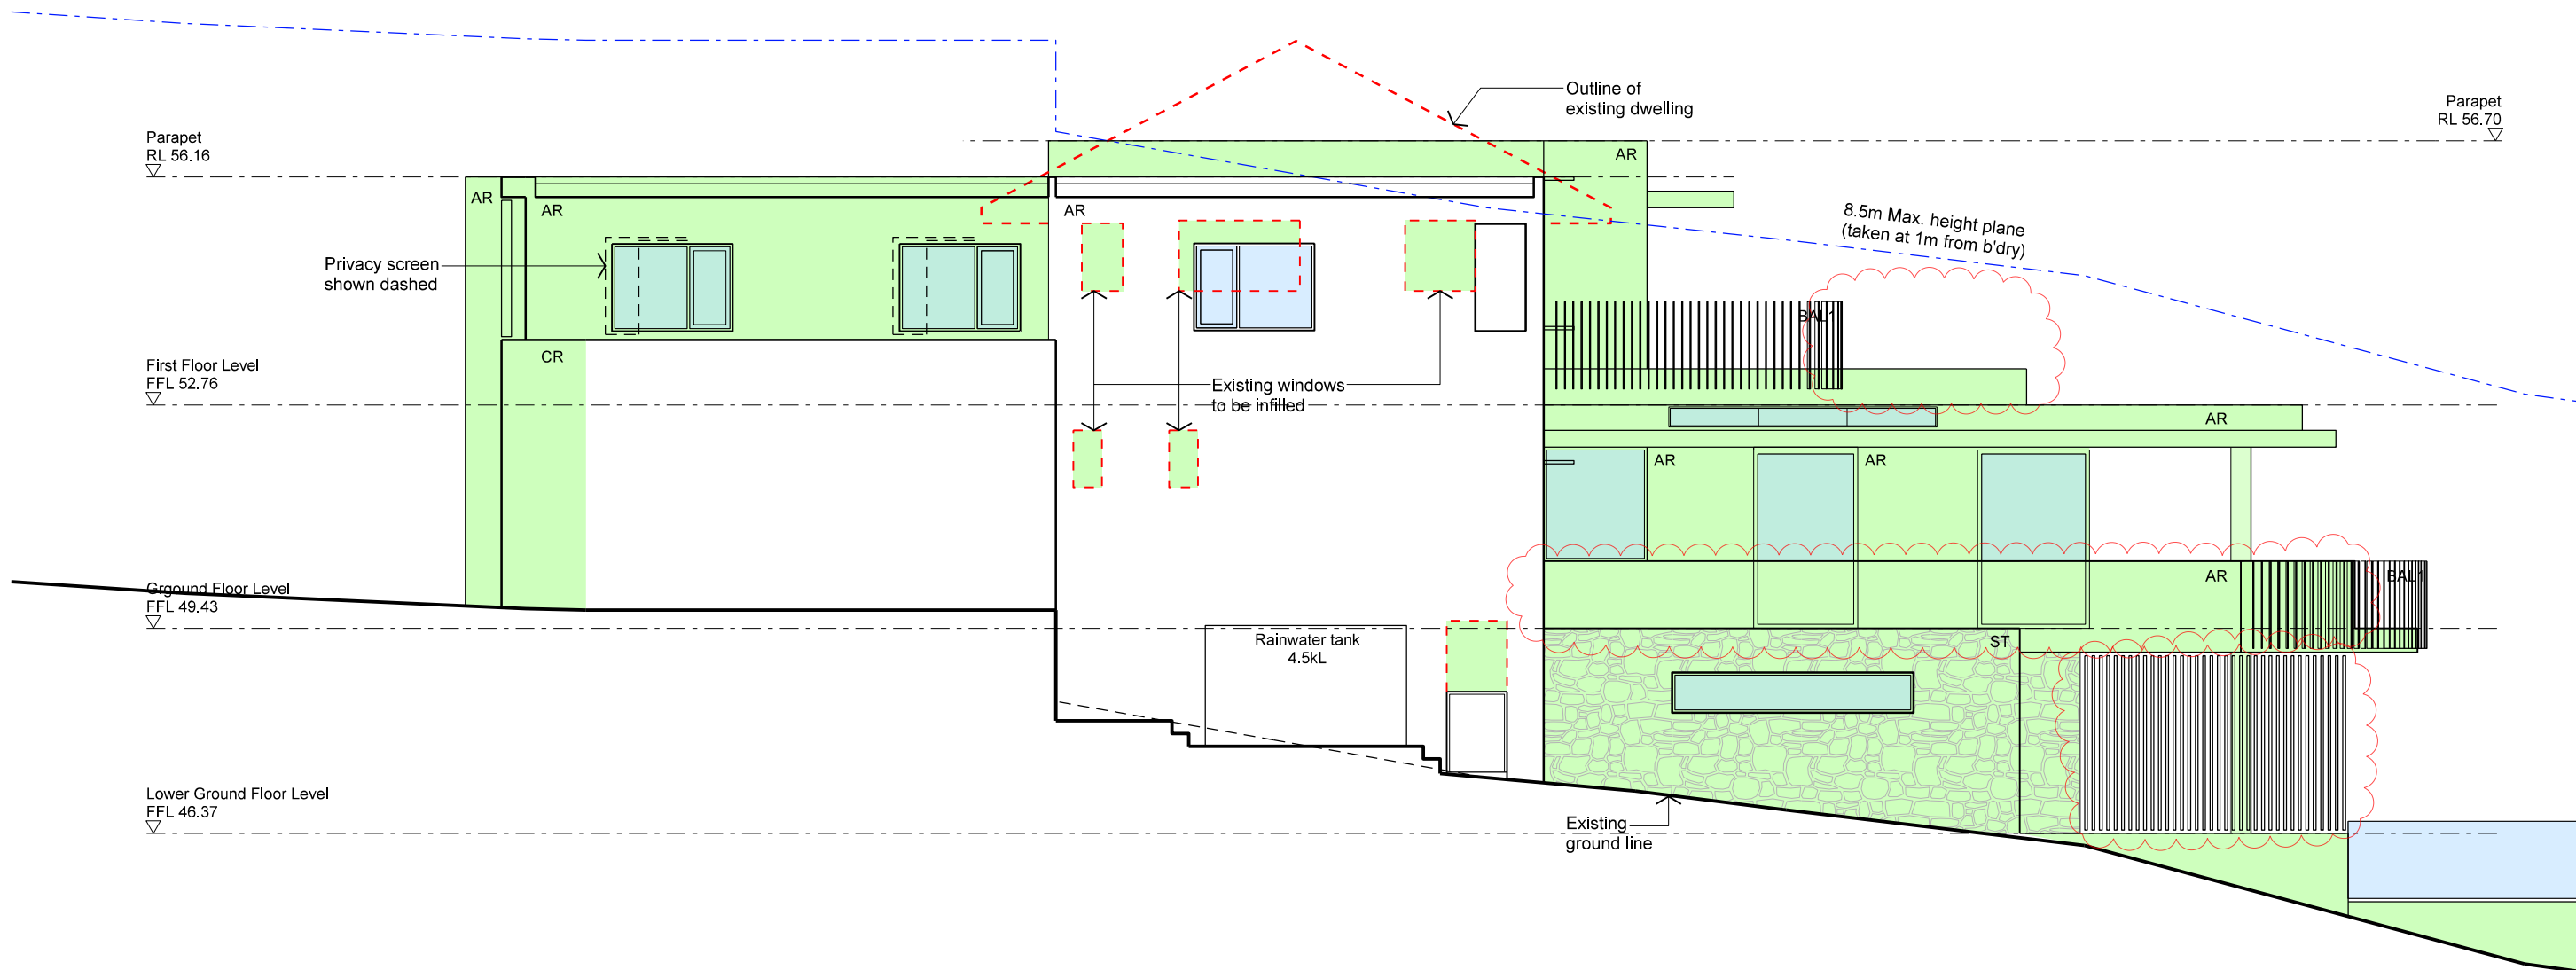 Outline of
existing dwelling
Parapet
RL 56.70
Parapet
RL 56.16
AR
AR
AR
AR
8.5m Max. height plane
(taken at 1m from b'dry)
Privacy screen
shown dashed
BAL1
CR
First Floor Level
FFL 52.76
Existing windows
to be infilled
AR
AR
AR
Grground Floor Level
FFL 49.43
AR
BAL1
Rainwater tank
4.5kL
ST
Lower Ground Floor Level
FFL 46.37
Existing
ground line